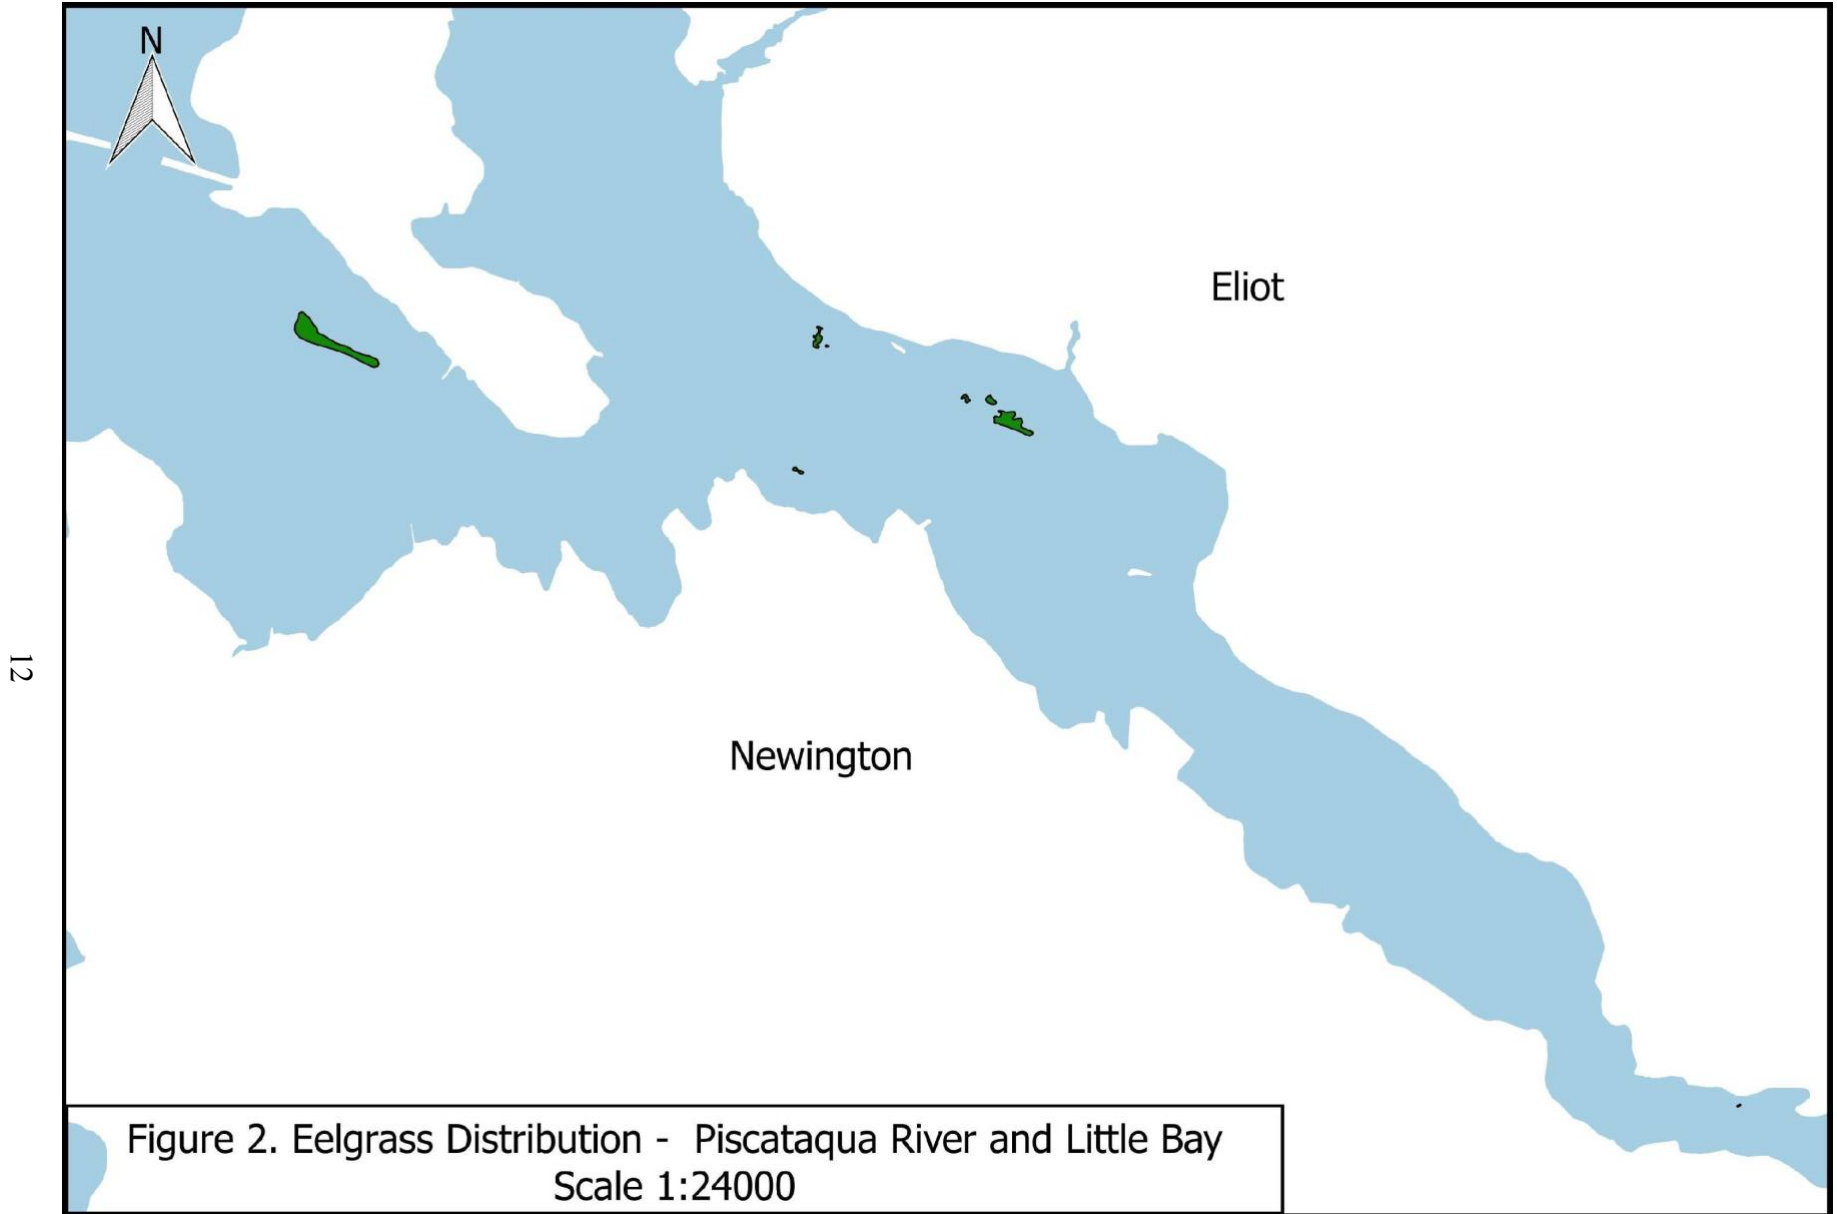 N
Eliot
12
Newington
Figure 2. Eelgrass Distribution -  Piscataqua River and Little Bay
Scale 1:24000